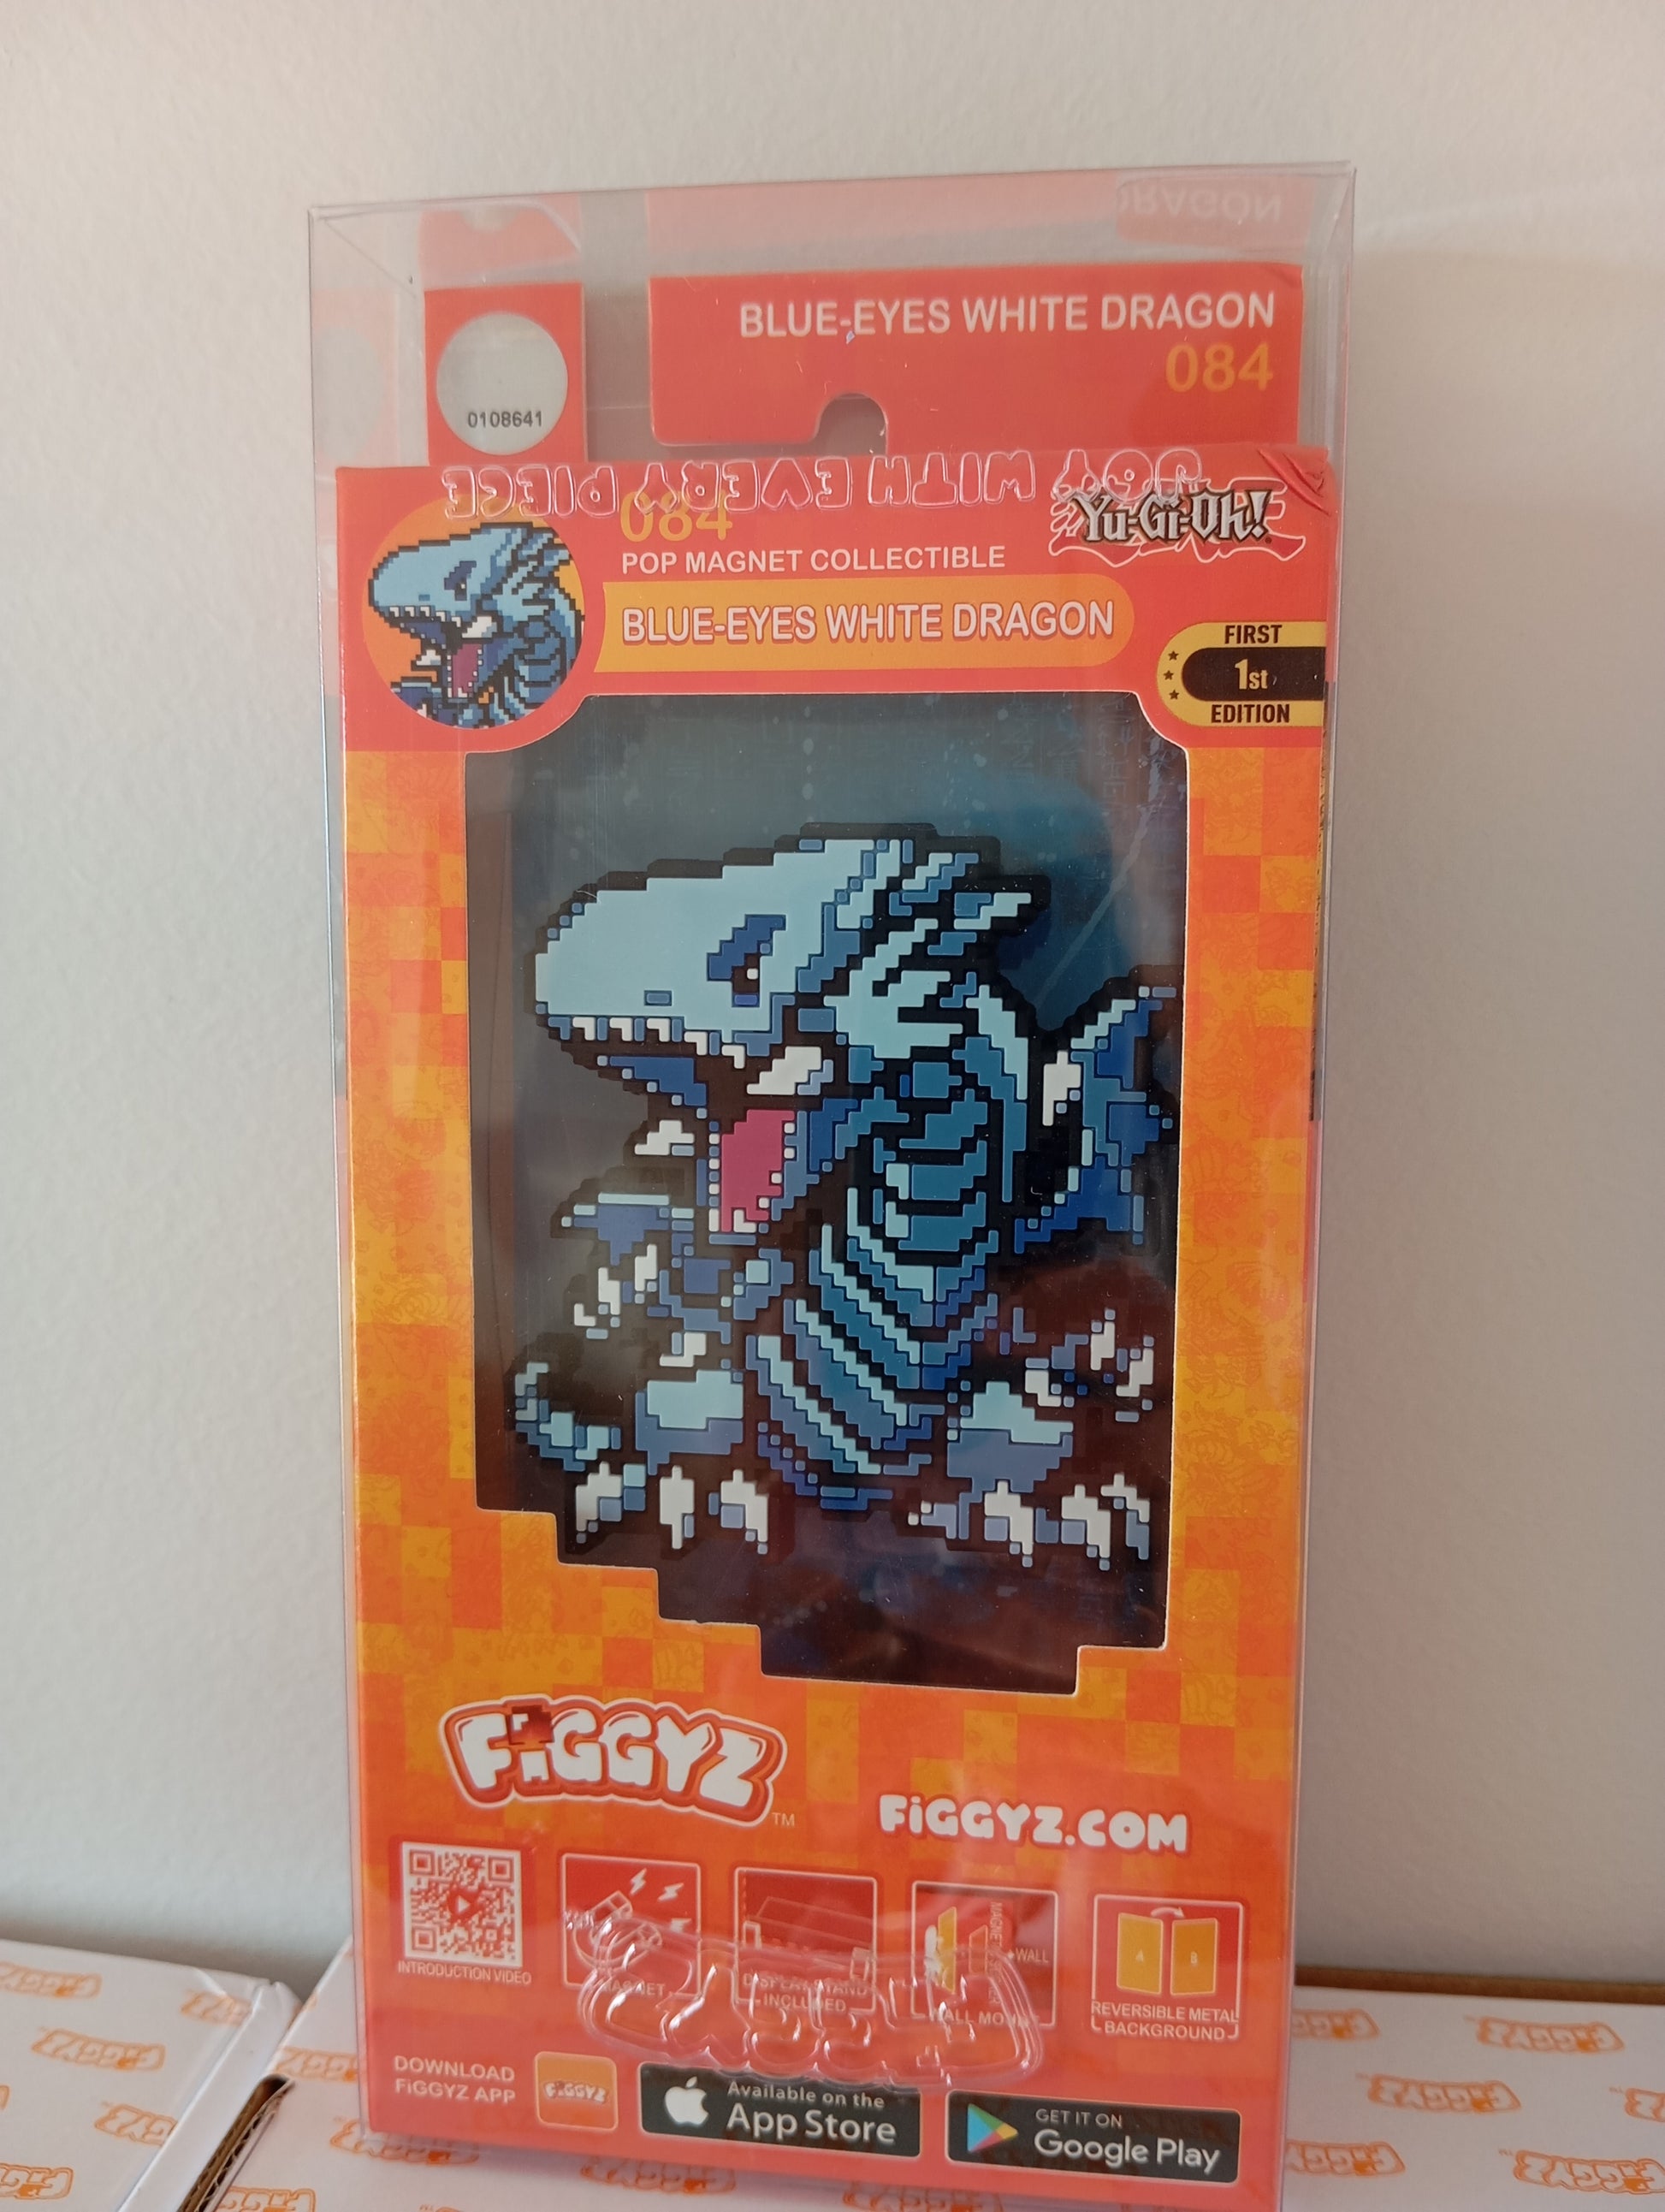 BLUE-EYES WHITE DRAGON
084
0108641
JOY WITH EVERY PIECE
084
POP MAGNET COLLECTIBLE
Yu-Gi-Oh!
BLUE-EYES WHITE DRAGON
FIRST
1st
EDITION
FiGGYZ™
FiGGYZ.COM
INTRODUCTION VIDEO
MAGNET
DISPLAY STAND
INCLUDED
WALL
WALL MOUNT
A B
REVERSIBLE METAL
BACKGROUND
DOWNLOAD
FiGGYZ APP
FiGGYZ
Available on the
App Store
GET IT ON
Google Play